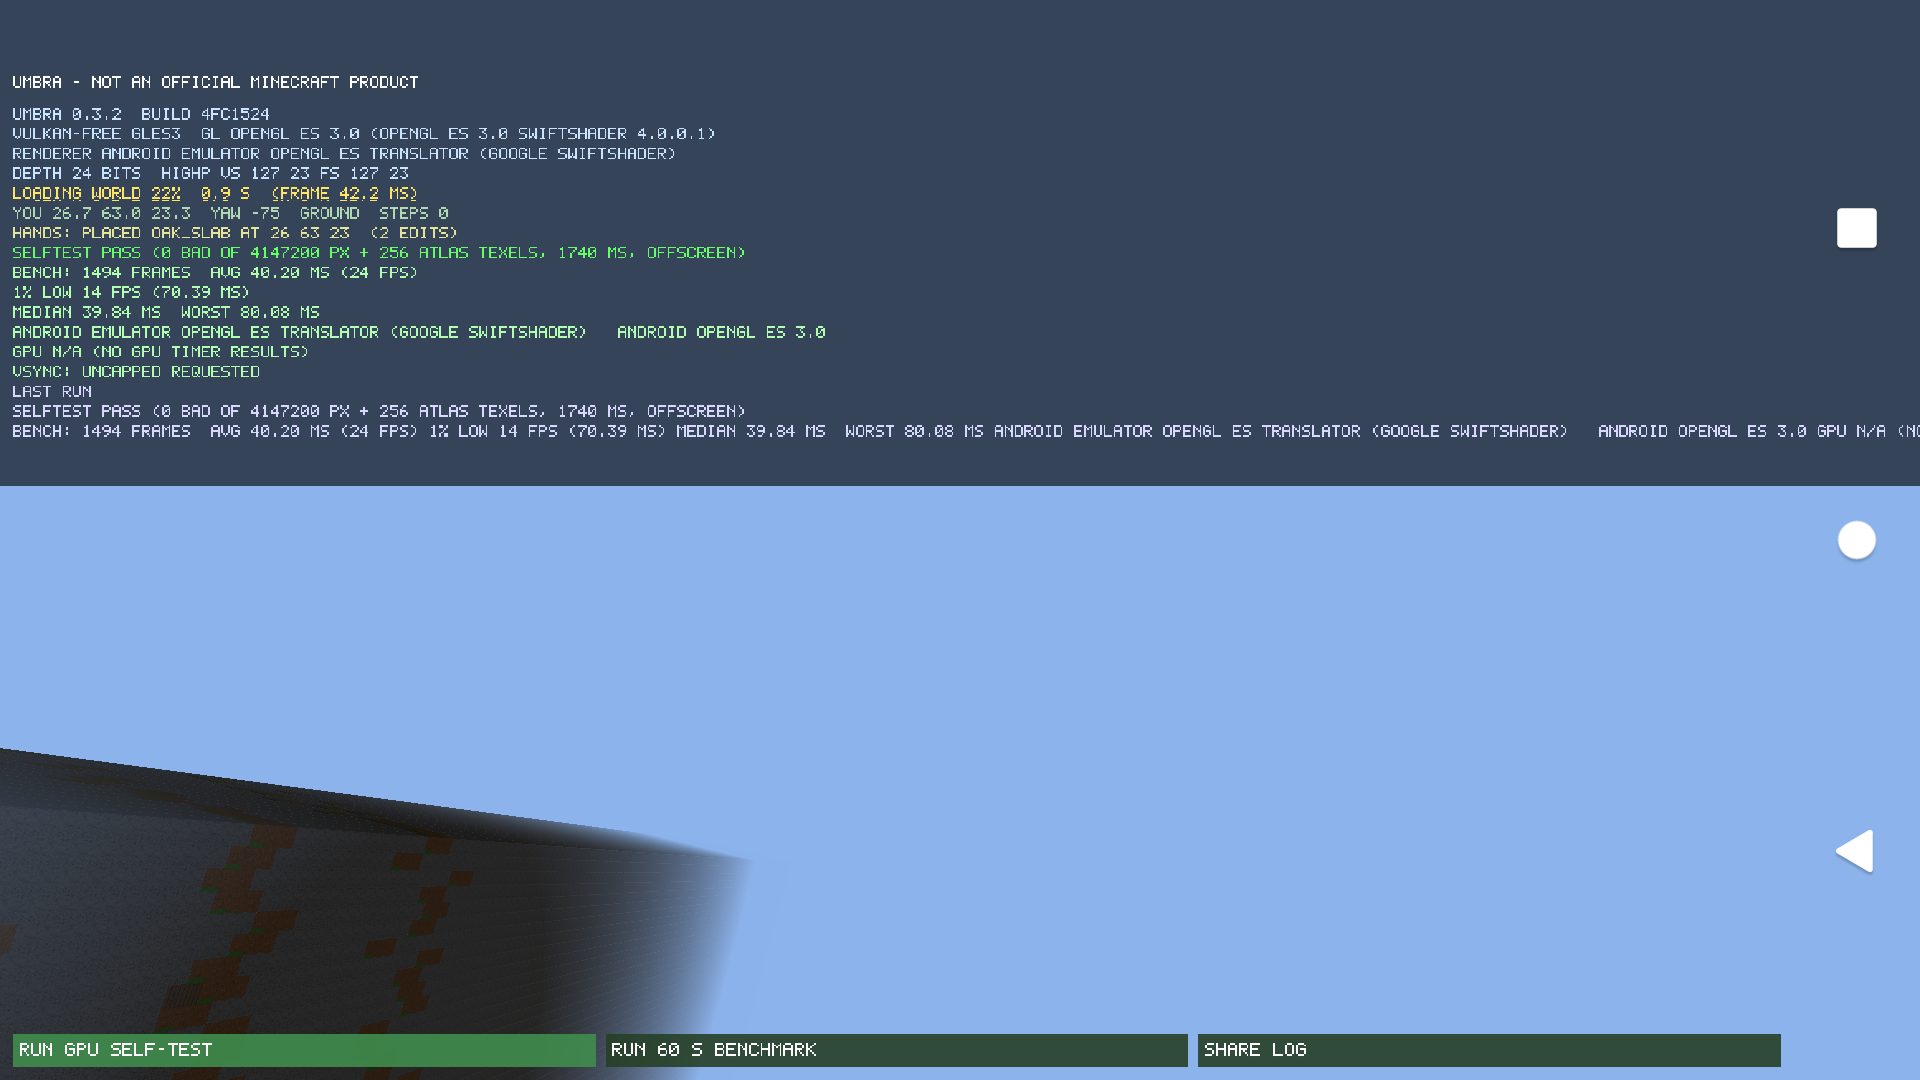 UMBRA - NOT AN OFFICIAL MINECRAFT PRODUCT
UMBRA 0.3.2 BUILD 4FC1524
VULKAN-FREE GLES3 GL OPENGL ES 3.0 (OPENGL ES 3.0 SWIFTSHADER 4.0.0.1)
RENDERER ANDROID EMULATOR OPENGL ES TRANSLATOR (GOOGLE SWIFTSHADER)
DEPTH 24 BITS HIGHP VS 127 23 FS 127 23
LOADING WORLD 22% 0.9 S (FRAME 42.2 MS)
YOU 26.7 63.0 23.3 YAW -75 GROUND STEPS 0
HANDS: PLACED OAK_SLAB AT 26 63 23 (2 EDITS)
SELFTEST PASS (0 BAD OF 4147200 PX + 256 ATLAS TEXELS, 1740 MS, OFFSCREEN)
BENCH: 1494 FRAMES AVG 40.20 MS (24 FPS)
1% LOW 14 FPS (70.39 MS)
MEDIAN 39.84 MS WORST 80.08 MS
ANDROID EMULATOR OPENGL ES TRANSLATOR (GOOGLE SWIFTSHADER) ANDROID OPENGL ES 3.0
GPU N/A (NO GPU TIMER RESULTS)
VSYNC: UNCAPPED REQUESTED
LAST RUN
SELFTEST PASS (0 BAD OF 4147200 PX + 256 ATLAS TEXELS, 1740 MS, OFFSCREEN)
BENCH: 1494 FRAMES AVG 40.20 MS (24 FPS) 1% LOW 14 FPS (70.39 MS) MEDIAN 39.84 MS WORST 80.08 MS ANDROID EMULATOR OPENGL ES TRANSLATOR (GOOGLE SWIFTSHADER) ANDROID OPENGL ES 3.0 GPU N/A (NO
RUN GPU SELF-TEST
RUN 60 S BENCHMARK
SHARE LOG